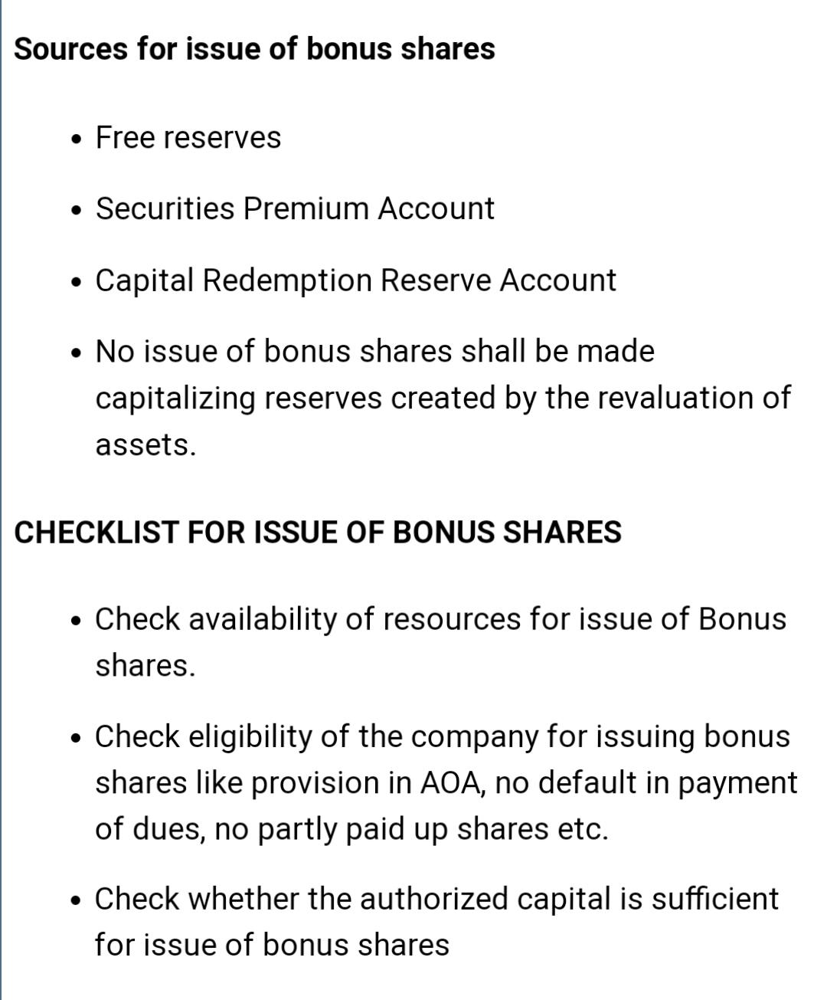 Sources for issue of bonus shares
• Free reserves
• Securities Premium Account
• Capital Redemption Reserve Account
• No issue of bonus shares shall be made
capitalizing reserves created by the revaluation of
assets.
CHECKLIST FOR ISSUE OF BONUS SHARES
• Check availability of resources for issue of Bonus
shares.
• Check eligibility of the company for issuing bonus
shares like provision in AOA, no default in payment
of dues, no partly paid up shares etc.
• Check whether the authorized capital is sufficient
for issue of bonus shares